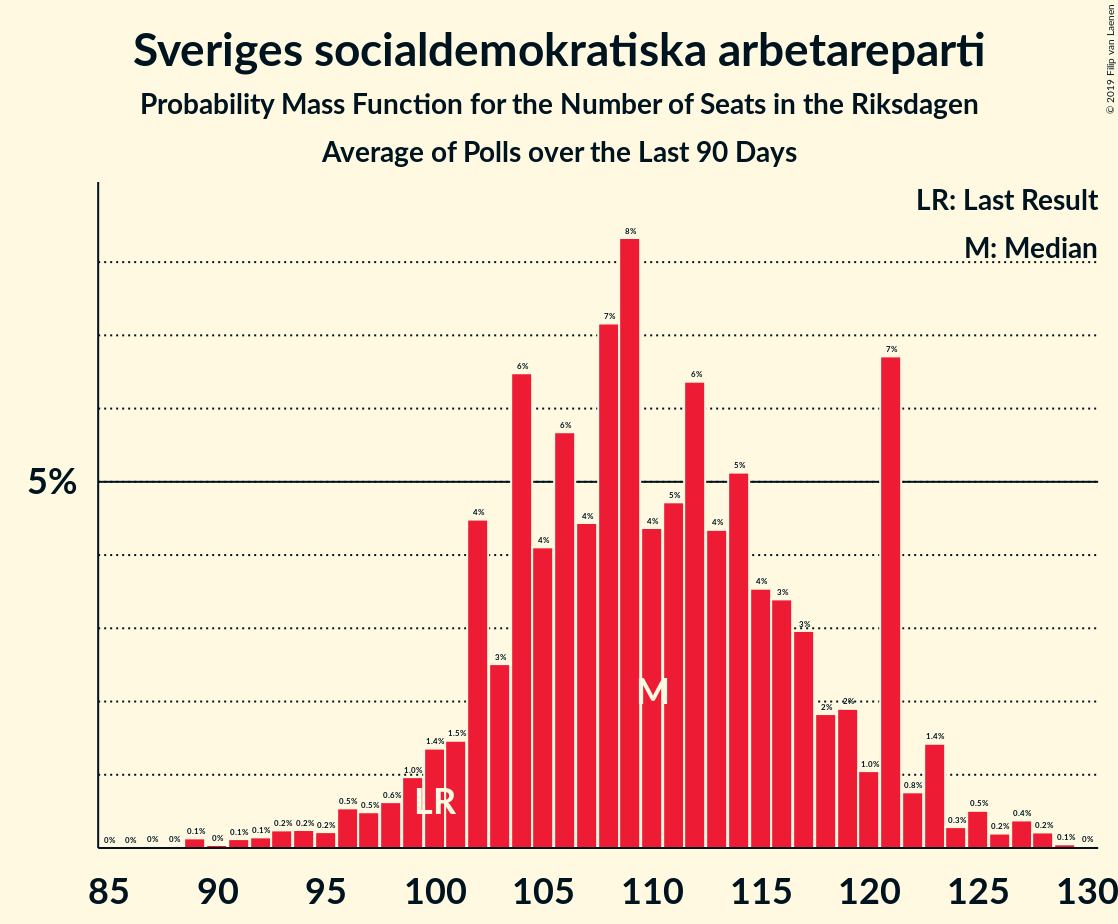 Sveriges socialdemokratiska arbetareparti
Probability Mass Function for the Number of Seats in the Riksdagen
Average of Polls over the Last 90 Days
© 2019 Filip van Laenen
LR: Last Result
M: Median
5%
0% 0% 0% 0% 0.1% 0% 0.1% 0.1% 0.2% 0.2% 0.2% 0.5% 0.5% 0.6% 1.0% 1.4% 1.5% 4% 3% 6% 4% 6% 4% 7% 8% 4% 5% 6% 4% 5% 4% 3% 3% 2% 2% 1.0% 7% 0.8% 1.4% 0.3% 0.5% 0.2% 0.4% 0.2% 0.1% 0%
M
LR
85 90 95 100 105 110 115 120 125 130